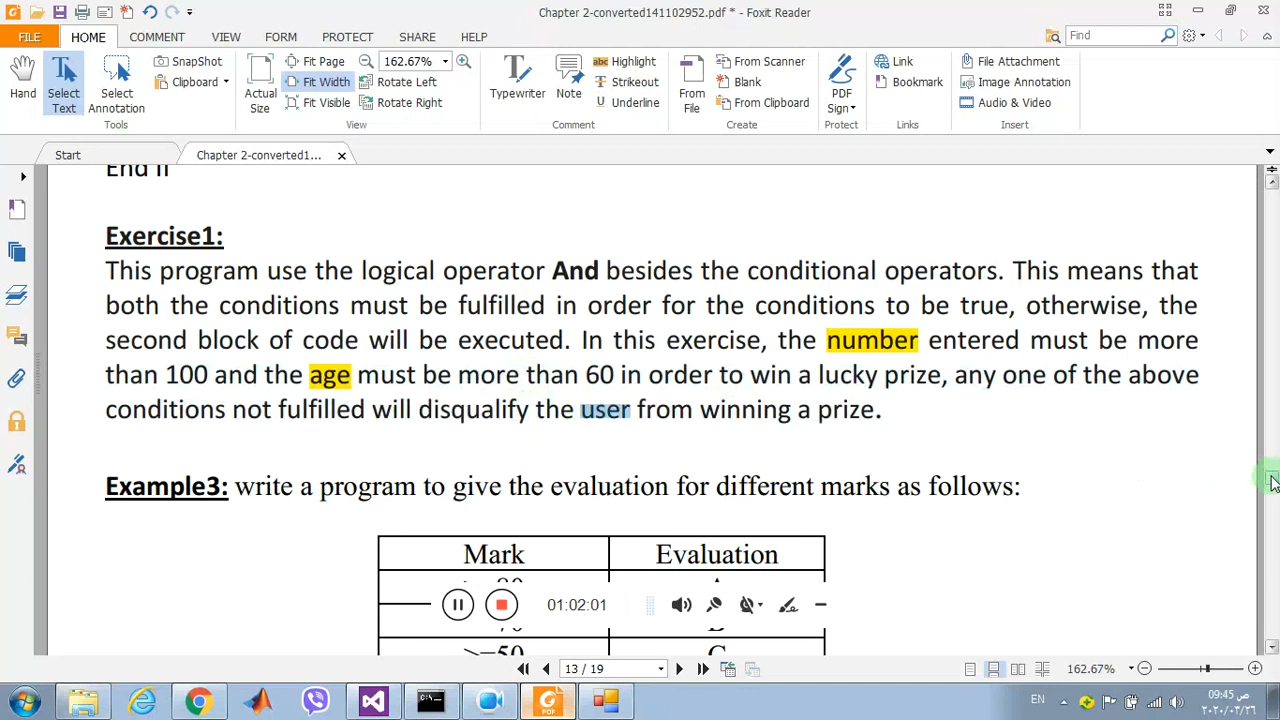 Chapter 2-converted141102952.pdf * - Foxit Reader
FILE HOME COMMENT VIEW FORM PROTECT SHARE HELP Find
SnapShot Fit Page 162.67% Highlight From Scanner Link File Attachment
Clipboard Fit Width Rotate Left Strikeout Blank Bookmark Image Annotation
Hand Select Text Select Annotation Actual Size Fit Visible Rotate Right Typewriter Note Underline From File From Clipboard PDF Sign Audio & Video
Tools View Comment Create Protect Links Insert
Start Chapter 2-converted1...
End If
Exercise1:
This program use the logical operator And besides the conditional operators. This means that
both the conditions must be fulfilled in order for the conditions to be true, otherwise, the
second block of code will be executed. In this exercise, the number entered must be more
than 100 and the age must be more than 60 in order to win a lucky prize, any one of the above
conditions not fulfilled will disqualify the user from winning a prize.
Example3: write a program to give the evaluation for different marks as follows:
Mark Evaluation
01:02:01
>=50 C
13 / 19 162.67%
PDF
EN 09:45 ص
٢٠٢٠/٠٣/٢٦